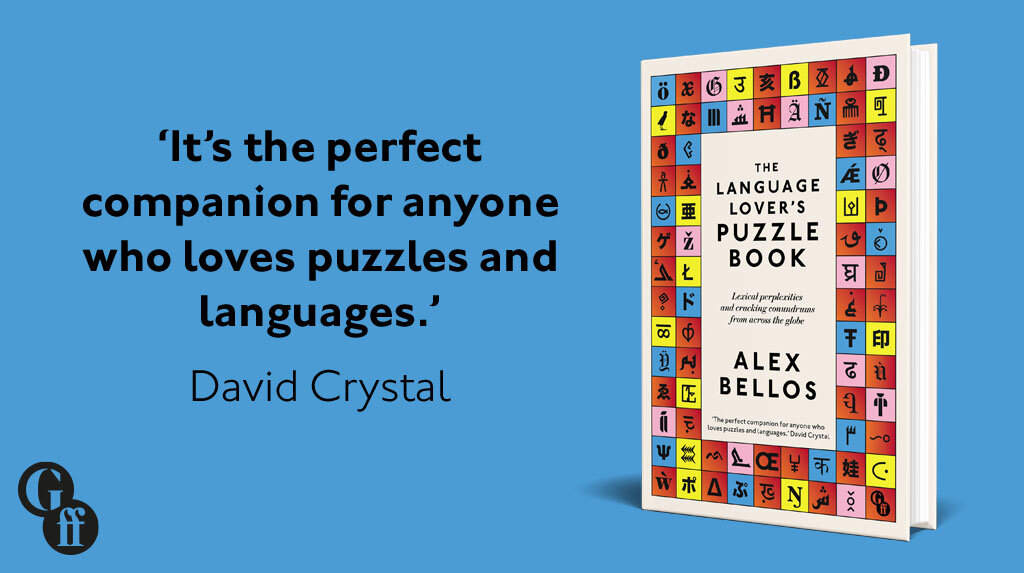 ‘It’s the perfect
companion for anyone
who loves puzzles and
languages.’
David Crystal
G
ff
THE
LANGUAGE
LOVER’S
PUZZLE
BOOK
Lexical perplexities
and cracking conundrums
from across the globe
ALEX
BELLOS
‘The perfect companion for anyone who
loves puzzles and languages.’ David Crystal